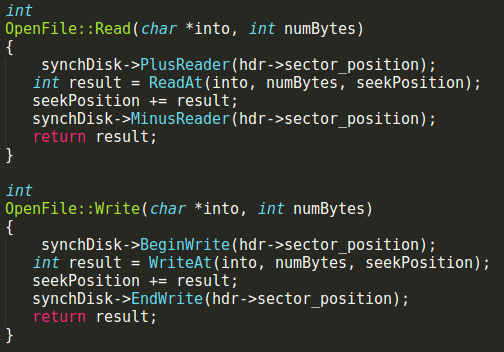 int
OpenFile::Read(char *into, int numBytes)
{
    synchDisk->PlusReader(hdr->sector_position);
   int result = ReadAt(into, numBytes, seekPosition);
   seekPosition += result;
   synchDisk->MinusReader(hdr->sector_position);
   return result;
}

int
OpenFile::Write(char *into, int numBytes)
{
    synchDisk->BeginWrite(hdr->sector_position);
   int result = WriteAt(into, numBytes, seekPosition);
   seekPosition += result;
   synchDisk->EndWrite(hdr->sector_position);
   return result;
}